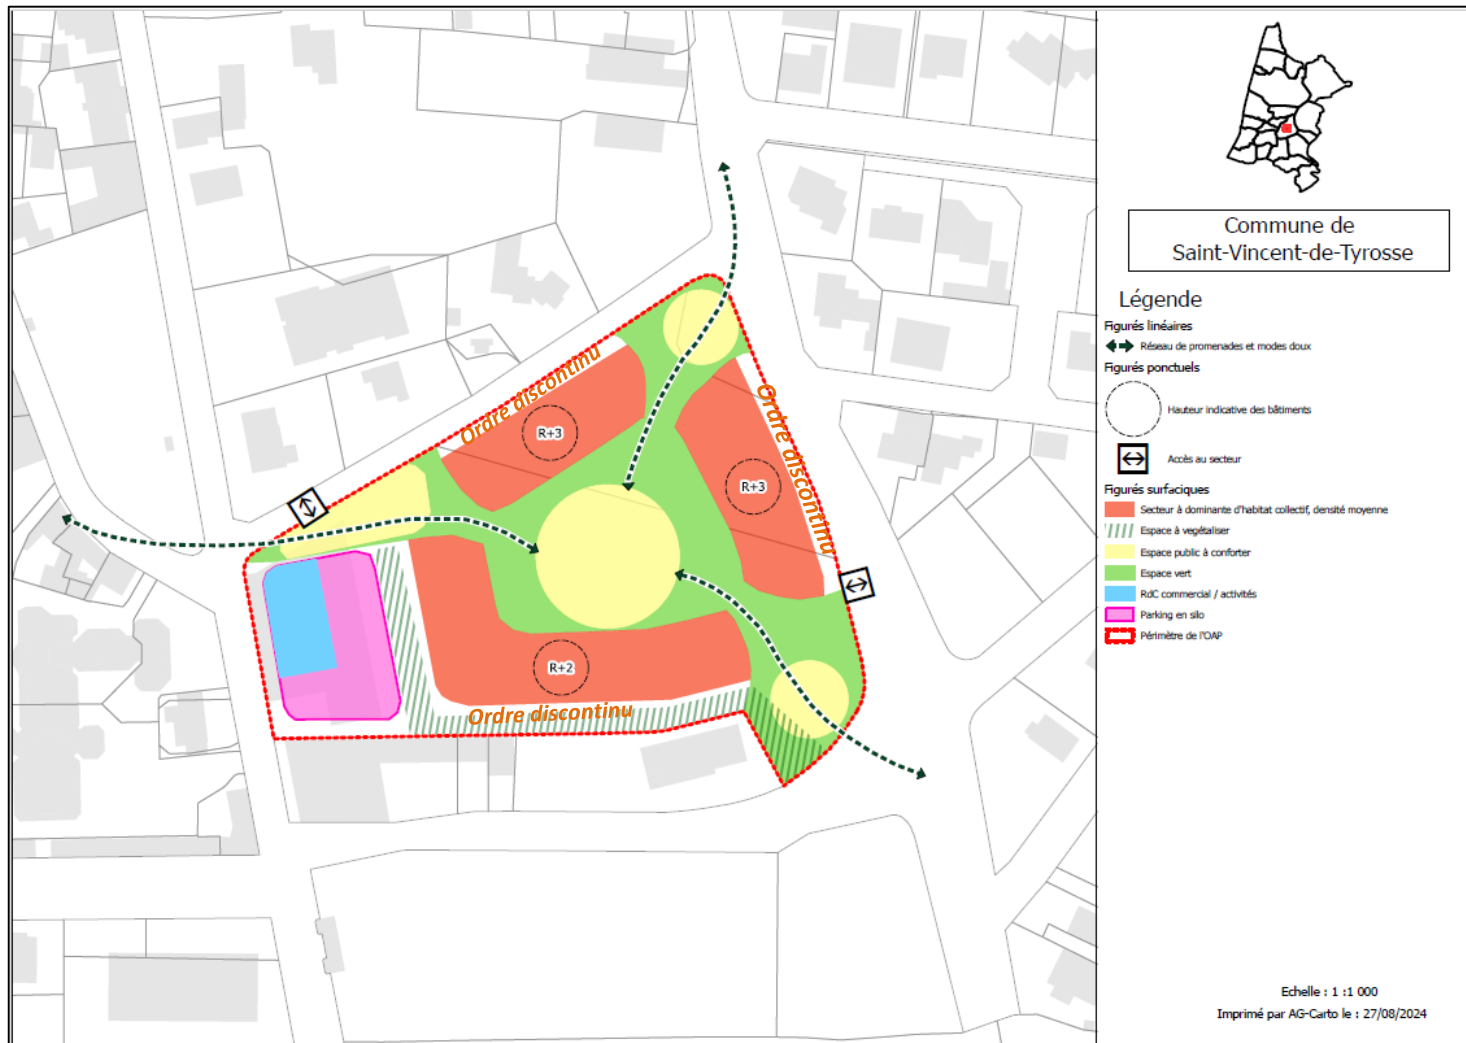 Ordre discontinu
R+3
Ordre discontinu
R+3
R+2
Ordre discontinu
Commune de
Saint-Vincent-de-Tyrosse
Légende
Figurés linéaires
Réseau de promenades et modes doux
Figurés ponctuels
Hauteur indicative des bâtiments
Accès au secteur
Figurés surfaciques
Secteur à dominante d'habitat collectif, densité moyenne
Espace à vegétaliser
Espace public à conforter
Espace vert
RdC commercial / activités
Parking en silo
Périmètre de l'OAP
Echelle : 1 :1 000
Imprimé par AG-Carto le : 27/08/2024